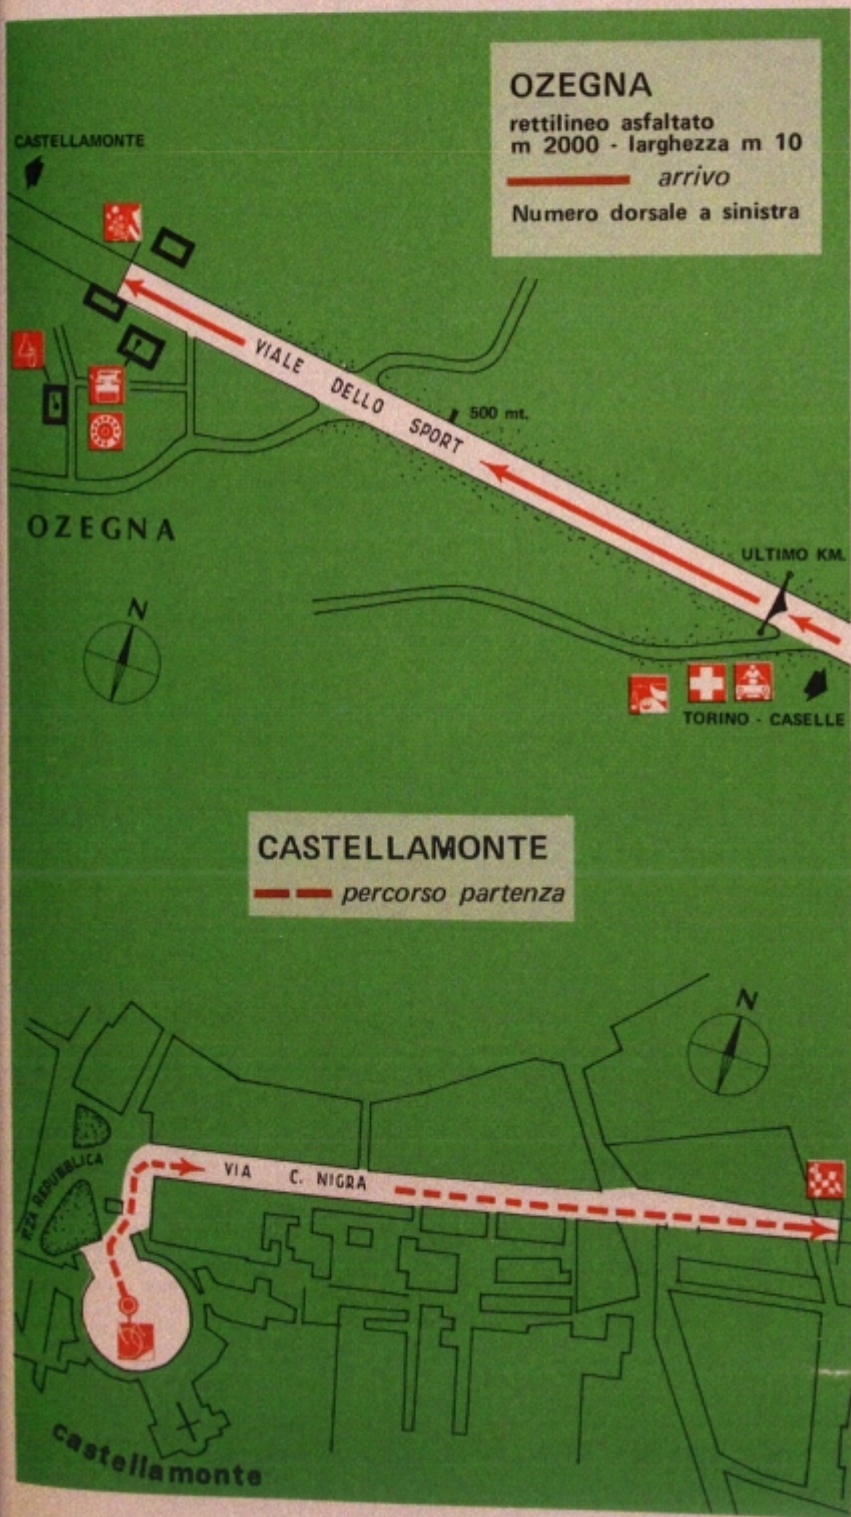 OZEGNA
rettilineo asfaltato
m 2000 - larghezza m 10
arrivo
Numero dorsale a sinistra
CASTELLAMONTE
VIALE DELLO SPORT
500 mt.
OZEGNA
ULTIMO KM.
N
TORINO - CASELLE
CASTELLAMONTE
percorso partenza
N
P.ZA REPUBBLICA
VIA C. NIGRA
castellamonte